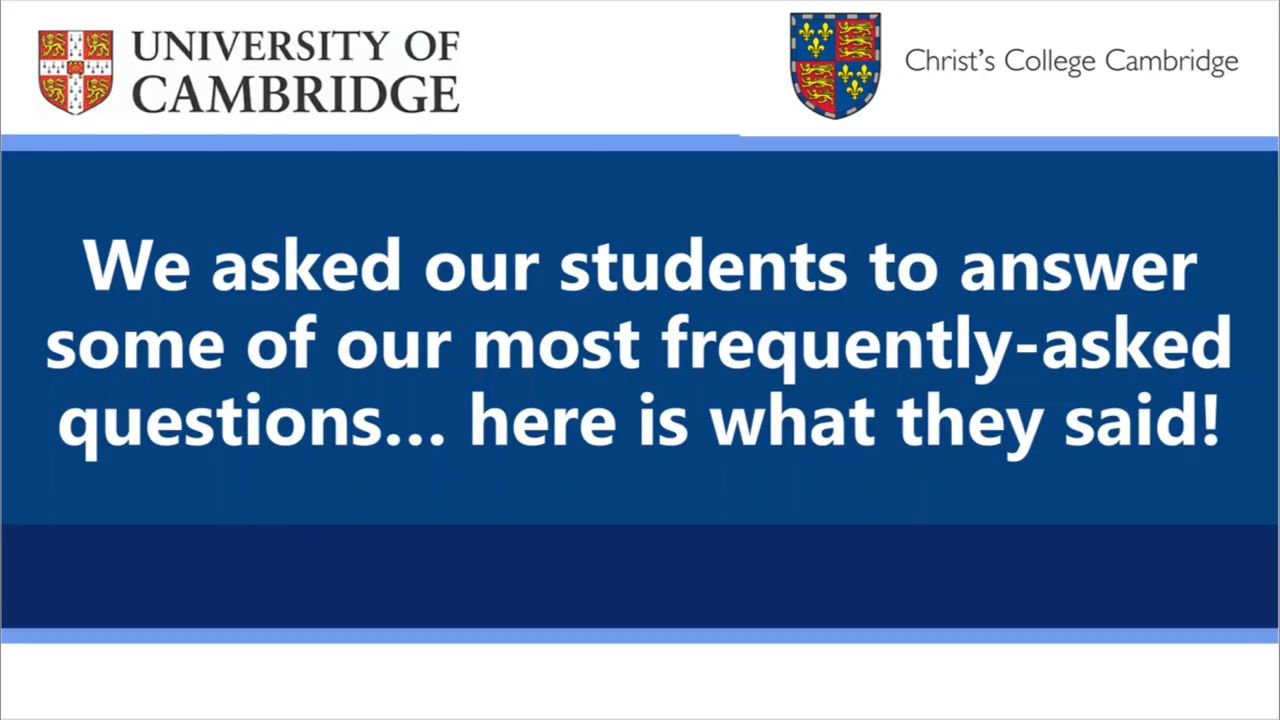 UNIVERSITY OF
CAMBRIDGE
Christ's College Cambridge
We asked our students to answer
some of our most frequently-asked
questions... here is what they said!